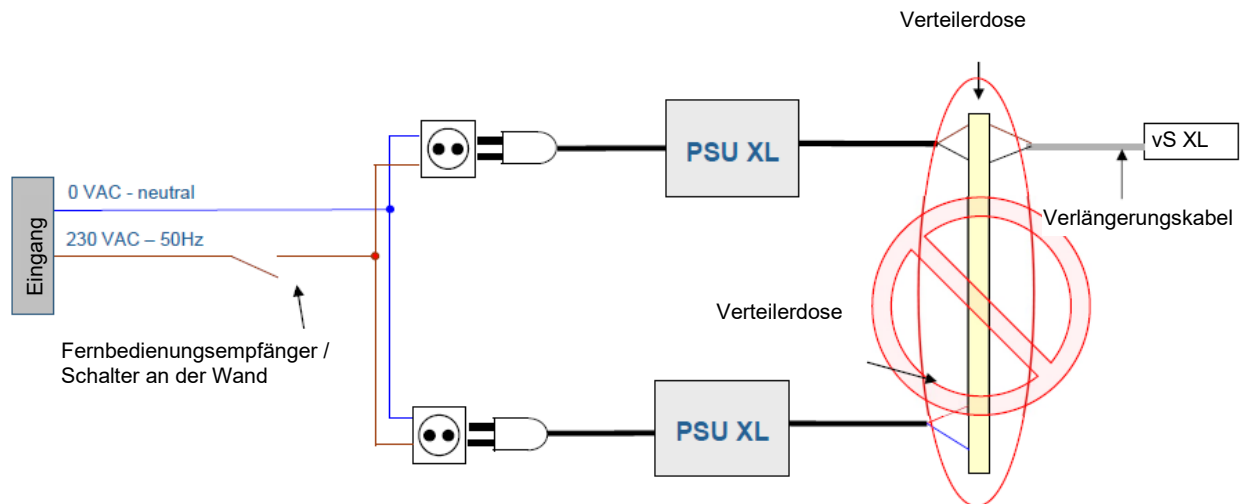 Verteilerdose
PSU XL
vS XL
0 VAC - neutral
Verlängerungskabel
230 VAC – 50Hz
Eingang
Verteilerdose
Fernbedienungsempfänger /
Schalter an der Wand
PSU XL